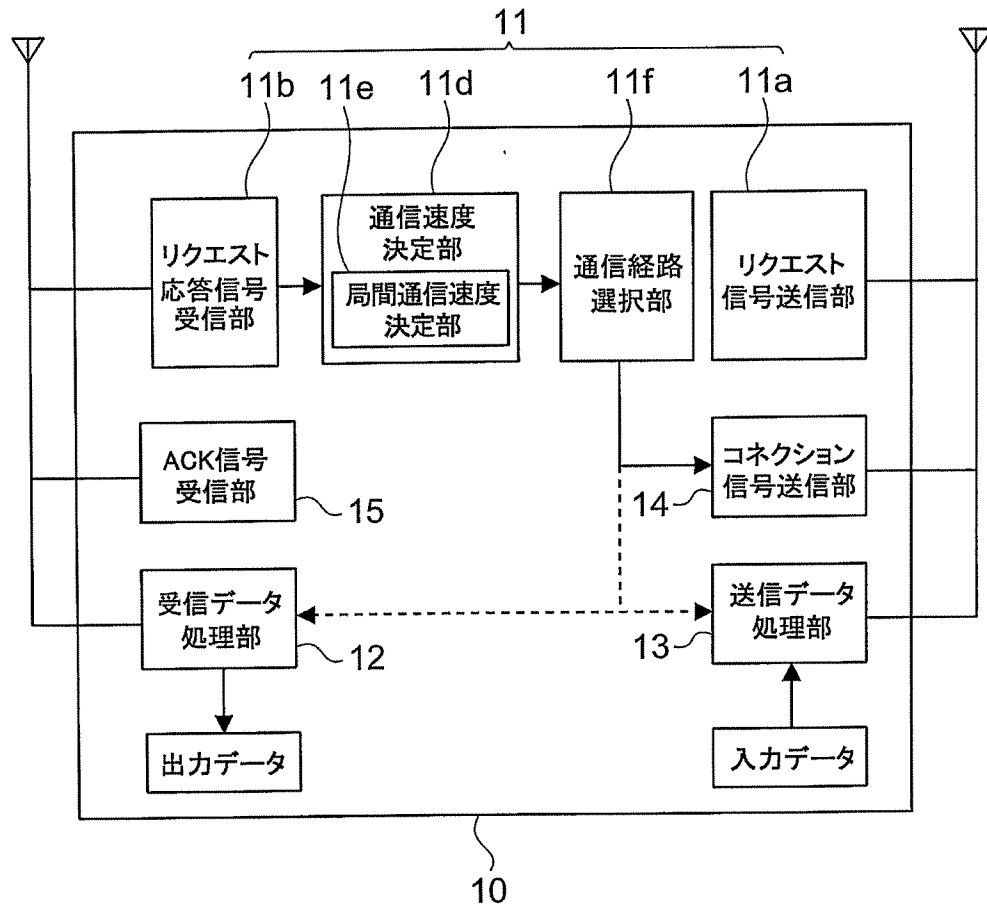 11
11b
11e
11d
11f
11a
リクエスト
応答信号
受信部
通信速度
決定部
局間通信速度
決定部
通信経路
選択部
リクエスト
信号送信部
ACK信号
受信部
15
コネクション
信号送信部
14
受信データ
処理部
12
送信データ
処理部
13
出力データ
入力データ
10